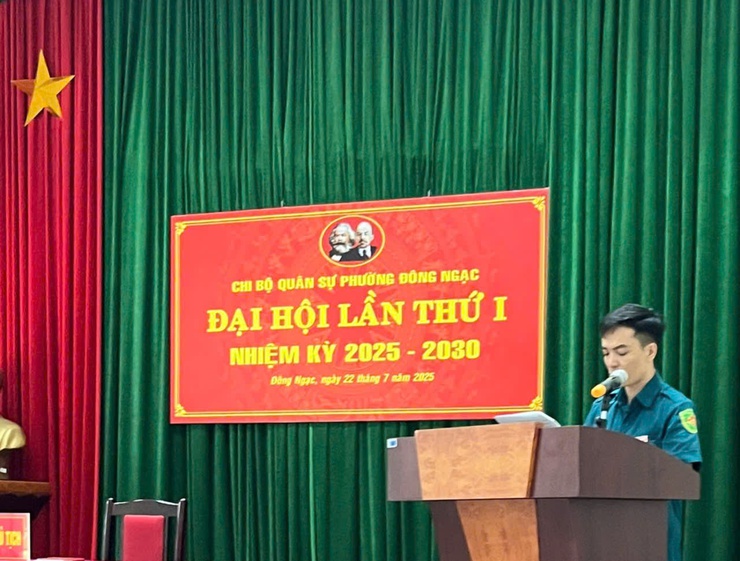 CHI BỘ QUÂN SỰ PHƯỜNG ĐÔNG NGẠC
ĐẠI HỘI LẦN THỨ I
NHIỆM KỲ 2025 - 2030
Đông Ngạc, ngày 22 tháng 7 năm 2025